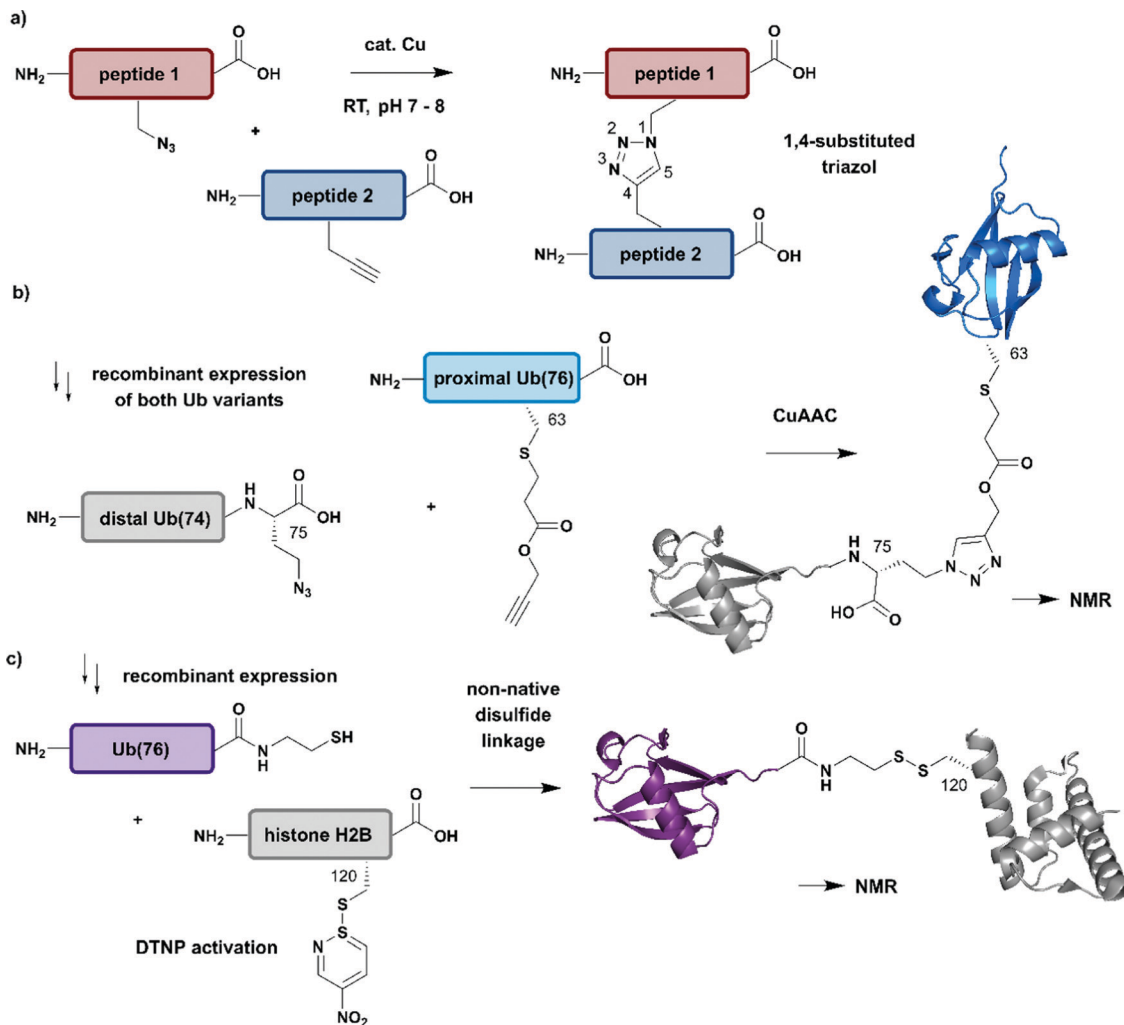 a)
NH2
peptide 1
O
OH
N3
+
cat. Cu
RT, pH 7 - 8
NH2
peptide 2
O
OH
NH2
peptide 1
O
OH
1
2
N
N
3
N
5
4
1,4-substituted
triazol
NH2
peptide 2
O
OH
b)
recombinant expression
of both Ub variants
NH2
distal Ub(74)
H
N
O
OH
75
N3
+
NH2
proximal Ub(76)
O
OH
63
S
O
O
CuAAC
63
S
O
O
H
N
75
HO
O
N
N
N
NMR
c)
recombinant expression
NH2
Ub(76)
O
N
H
SH
+
NH2
histone H2B
O
OH
120
S
S
N
NO2
DTNP activation
non-native
disulfide
linkage
O
N
H
S
S
120
NMR